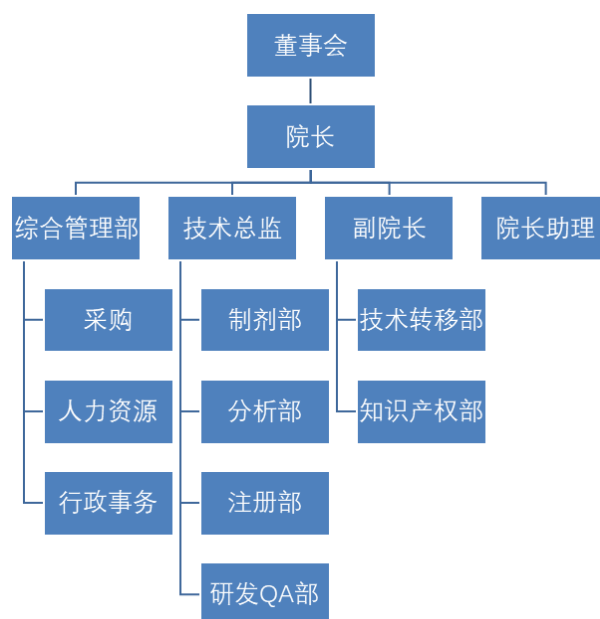 董事会
院长
综合管理部
技术总监
副院长
院长助理
采购
制剂部
技术转移部
人力资源
分析部
知识产权部
行政事务
注册部
研发QA部